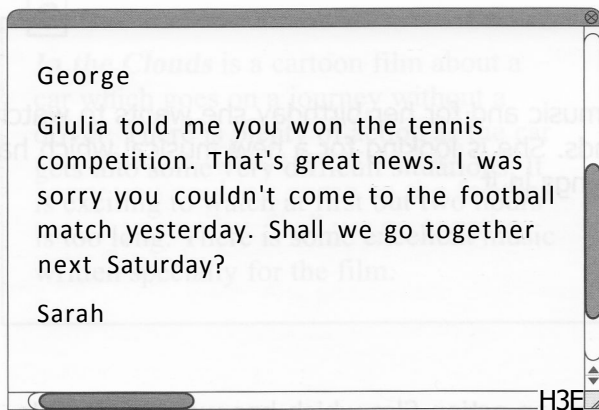 George
Giulia told me you won the tennis
competition. That's great news. I was
sorry you couldn't come to the football
match yesterday. Shall we go together
next Saturday?
Sarah
H3E